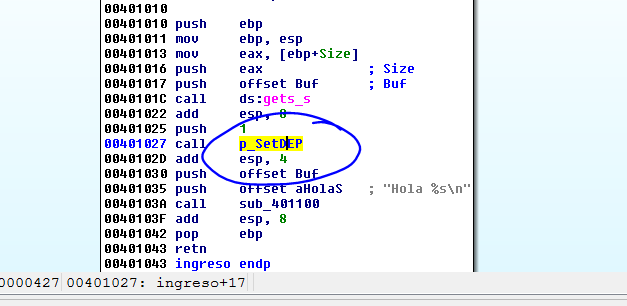 00401010
00401010 push ebp
00401011 mov ebp, esp
00401013 mov eax, [ebp+Size]
00401016 push eax ; Size
00401017 push offset Buf ; Buf
0040101C call ds:gets_s
00401022 add esp, 8
00401025 push 1
00401027 call p_SetDEP
0040102D add esp, 4
00401030 push offset Buf
00401035 push offset aHolaS ; "Hola %s\n"
0040103A call sub_401100
0040103F add esp, 8
00401042 pop ebp
00401043 retn
00401043 ingreso endp
0000427 00401027: ingreso+17